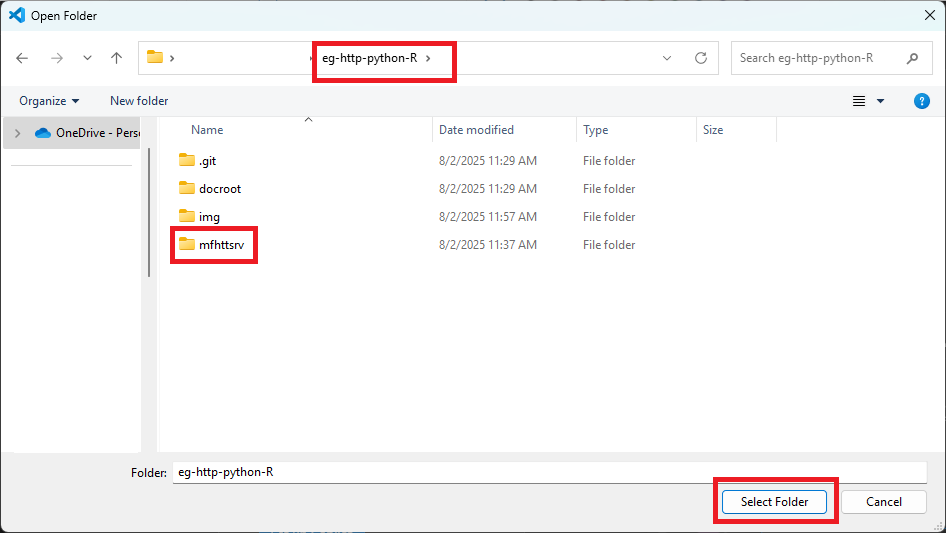 Open Folder
eg-http-python-R
Search eg-http-python-R
Organize New folder
OneDrive - Pers
Name Date modified Type Size
.git 8/2/2025 11:29 AM File folder
docroot 8/2/2025 11:29 AM File folder
img 8/2/2025 11:57 AM File folder
mfhttsrv 8/2/2025 11:37 AM File folder
Folder: eg-http-python-R
Select Folder Cancel